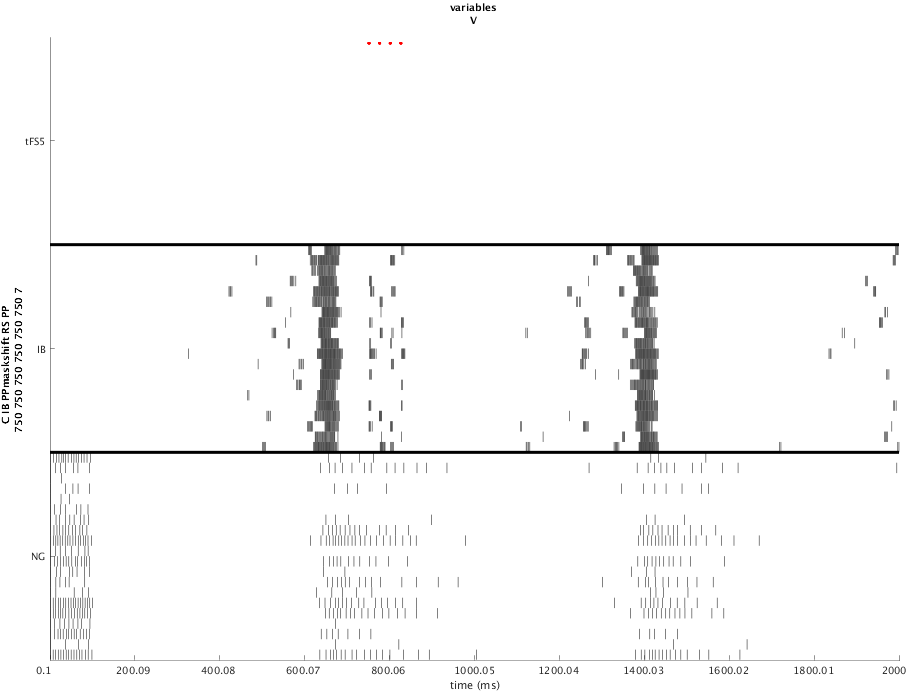 variables
V
tFS5
IB
NG
C IB PPmaskshift RS PP
750 750 750 750 750 7
0.1 200.09 400.08 600.07 800.06 1000.05 1200.04 1400.03 1600.02 1800.01 2000
time (ms)